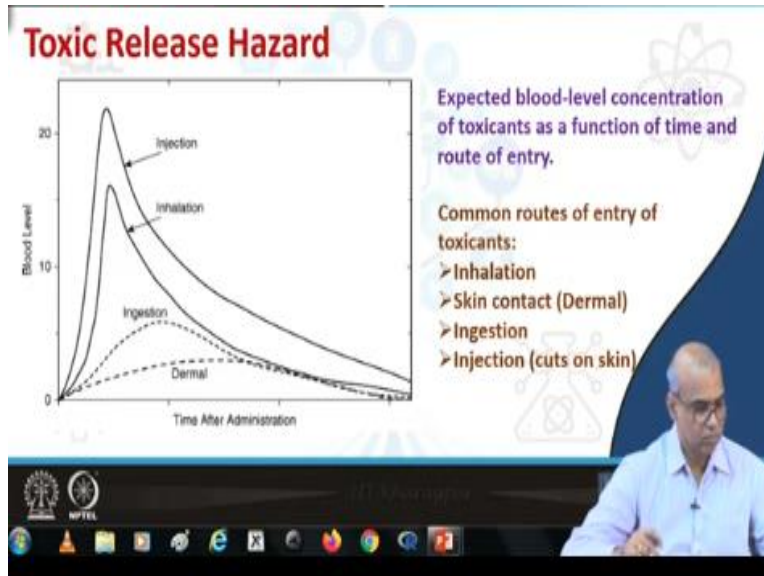 Toxic Release Hazard
20
10
0
Blood Level
Injection
Inhalation
Ingestion
Dermal
Time After Administration
Expected blood-level concentration
of toxicants as a function of time and
route of entry.
Common routes of entry of
toxicants:
➢Inhalation
➢Skin contact (Dermal)
➢Ingestion
➢Injection (cuts on skin)
NPTEL